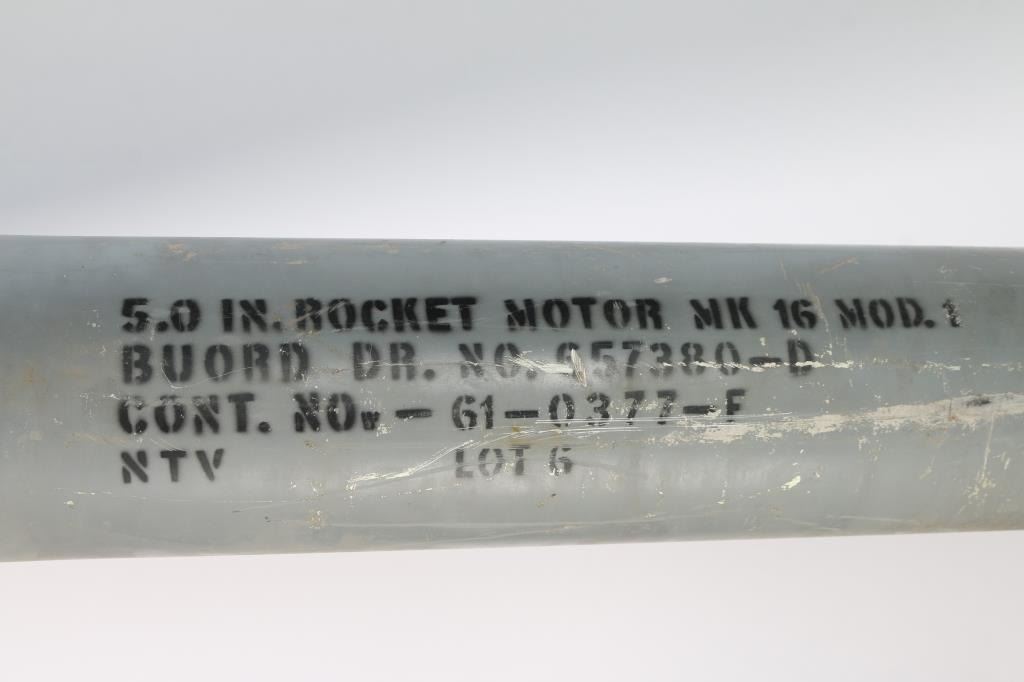 5.0 IN. ROCKET MOTOR MK 16 MOD. 1
BUORD DR. NO.
CONT. NOw - 61-0377-F
NTV LOT 6